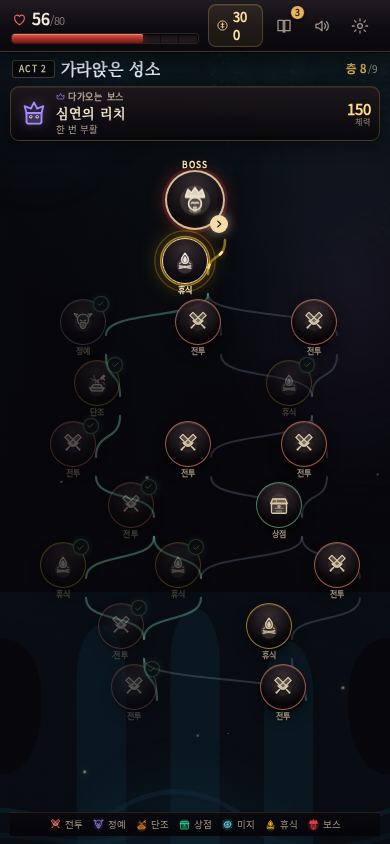 56/80
30
0
3
ACT 2 가라앉은 성소
층 8/9
다가오는 보스
심연의 리치
한 번 부활
150
체력
BOSS
휴식
정예 전투 전투
단조 휴식
전투 전투 전투
전투 상점
휴식 휴식 전투
전투 휴식
전투 전투
전투 정예 단조 상점 미지 휴식 보스